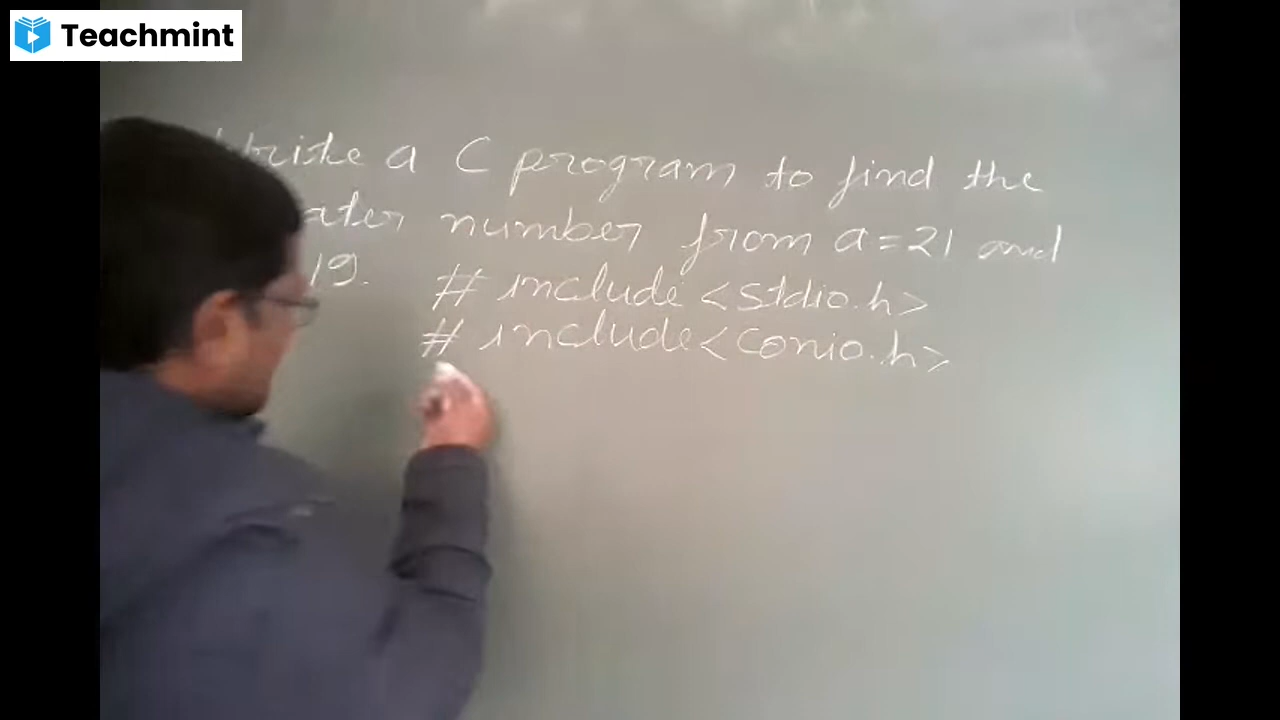 Teachmint
Write a C program to find the
ater number from a=21 and
19. # include <stdio.h>
# include<conio.h>